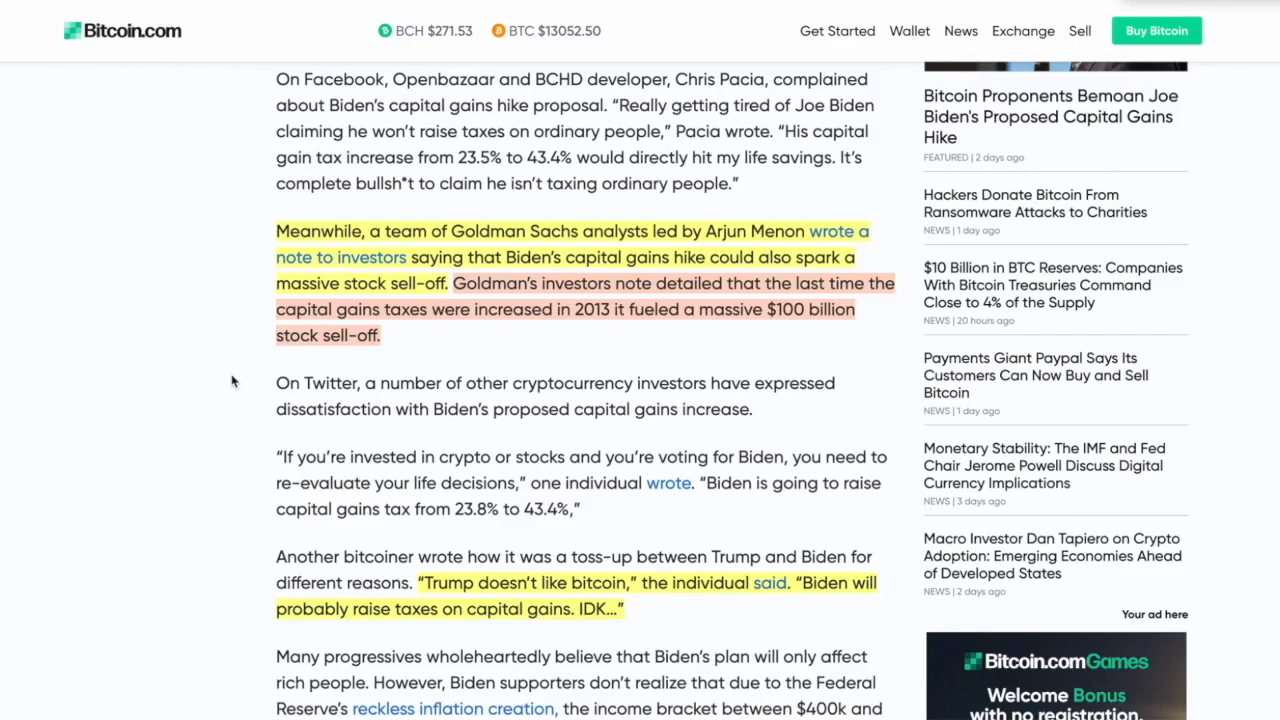 Bitcoin.com
BCH $271.53
BTC $13052.50
Get Started
Wallet
News
Exchange
Sell
Buy Bitcoin
On Facebook, Openbazaar and BCHD developer, Chris Pacia, complained
about Biden’s capital gains hike proposal. “Really getting tired of Joe Biden
claiming he won’t raise taxes on ordinary people,” Pacia wrote. “His capital
gain tax increase from 23.5% to 43.4% would directly hit my life savings. It’s
complete bullsh*t to claim he isn’t taxing ordinary people.”
Meanwhile, a team of Goldman Sachs analysts led by Arjun Menon wrote a
note to investors saying that Biden’s capital gains hike could also spark a
massive stock sell-off. Goldman’s investors note detailed that the last time the
capital gains taxes were increased in 2013 it fueled a massive $100 billion
stock sell-off.
On Twitter, a number of other cryptocurrency investors have expressed
dissatisfaction with Biden’s proposed capital gains increase.
“If you’re invested in crypto or stocks and you’re voting for Biden, you need to
re-evaluate your life decisions,” one individual wrote. “Biden is going to raise
capital gains tax from 23.8% to 43.4%,”
Another bitcoiner wrote how it was a toss-up between Trump and Biden for
different reasons. “Trump doesn’t like bitcoin,” the individual said. “Biden will
probably raise taxes on capital gains. IDK…”
Many progressives wholeheartedly believe that Biden’s plan will only affect
rich people. However, Biden supporters don’t realize that due to the Federal
Reserve’s reckless inflation creation, the income bracket between $400k and
Bitcoin Proponents Bemoan Joe
Biden's Proposed Capital Gains
Hike
FEATURED | 2 days ago
Hackers Donate Bitcoin From
Ransomware Attacks to Charities
NEWS | 1 day ago
$10 Billion in BTC Reserves: Companies
With Bitcoin Treasuries Command
Close to 4% of the Supply
NEWS | 20 hours ago
Payments Giant Paypal Says Its
Customers Can Now Buy and Sell
Bitcoin
NEWS | 1 day ago
Monetary Stability: The IMF and Fed
Chair Jerome Powell Discuss Digital
Currency Implications
NEWS | 3 days ago
Macro Investor Dan Tapiero on Crypto
Adoption: Emerging Economies Ahead
of Developed States
NEWS | 2 days ago
Your ad here
Bitcoin.comGames
Welcome Bonus
with no registration.